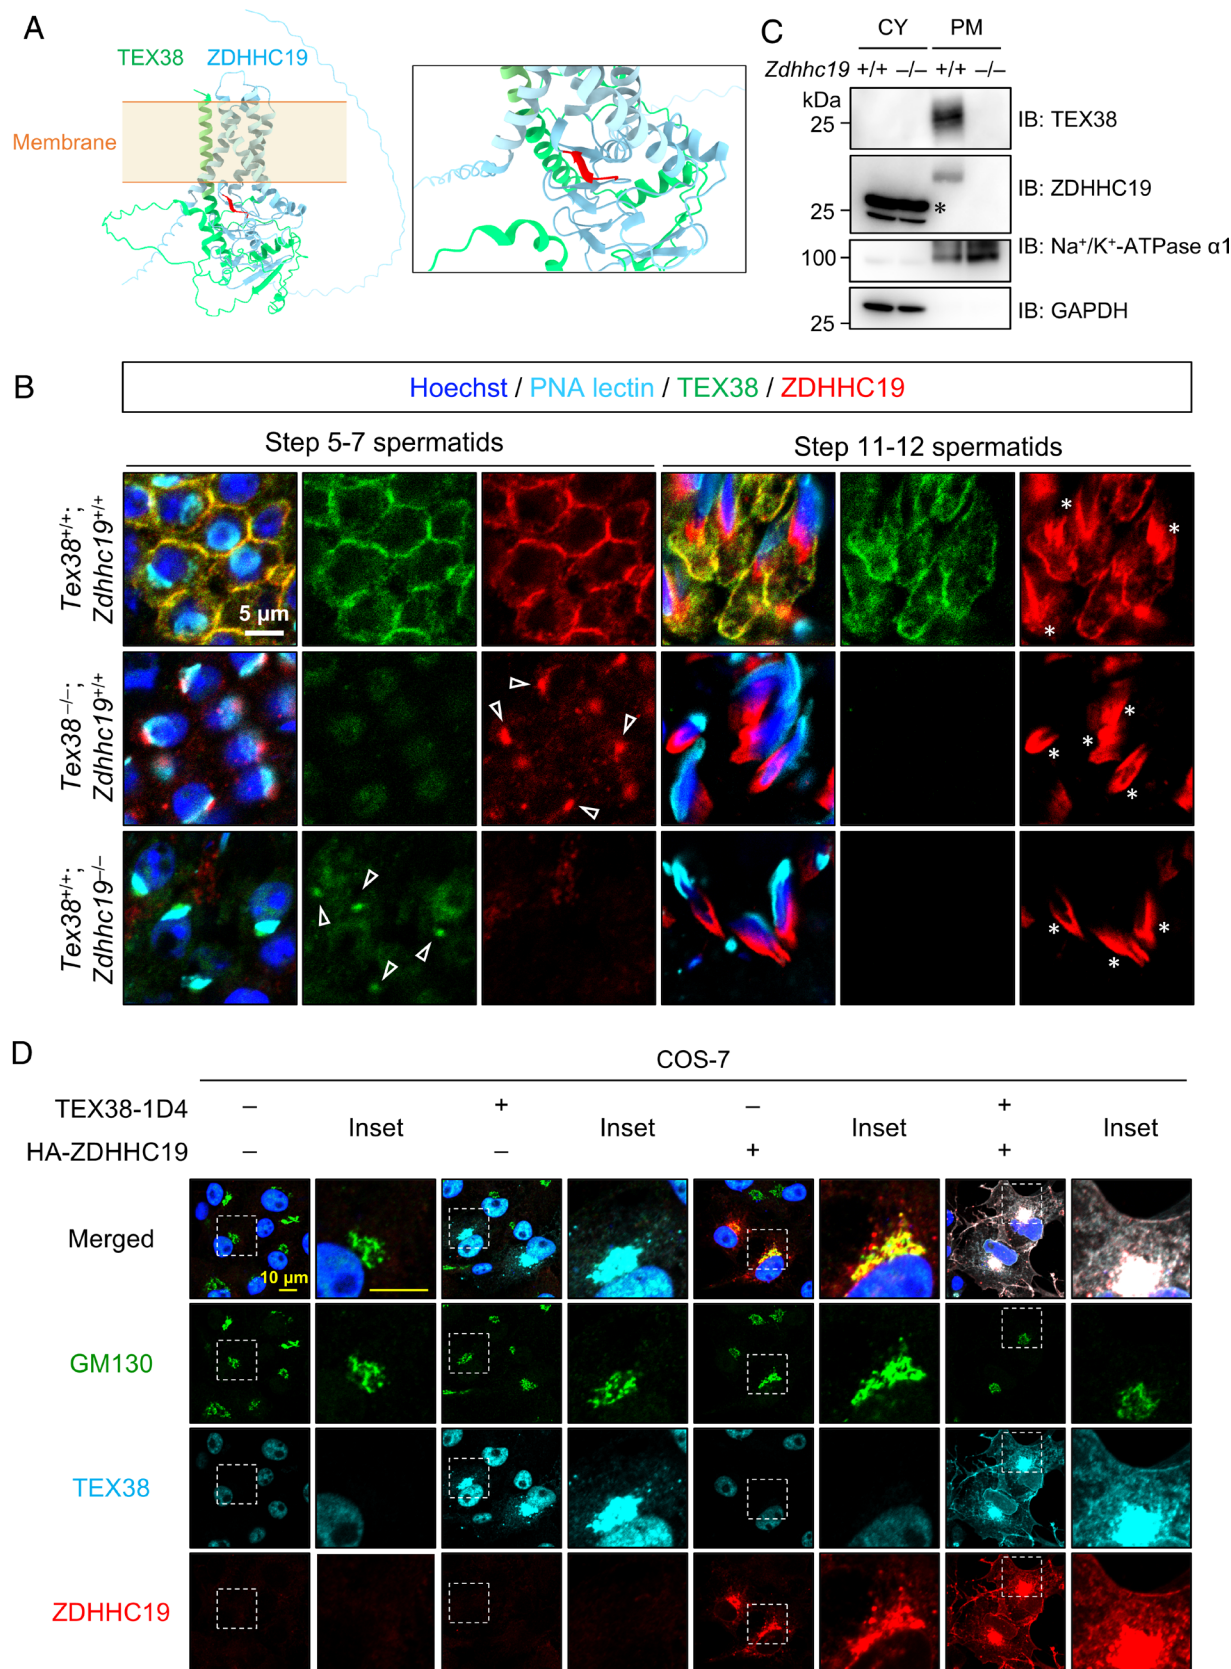 A
TEX38 ZDHHC19
Membrane
C
CY PM
Zdhhc19 +/+ –/– +/+ –/–
kDa
25
IB: TEX38
25
*
IB: ZDHHC19
100
IB: Na⁺/K⁺-ATPase α1
25
IB: GAPDH
B
Hoechst / PNA lectin / TEX38 / ZDHHC19
Step 5-7 spermatids Step 11-12 spermatids
Tex38⁺/⁺;
Zdhhc19⁺/⁺
5 µm
* * *
Tex38⁻/⁻;
Zdhhc19⁺/⁺
* * * *
Tex38⁺/⁺;
Zdhhc19⁻/⁻
* * *
D
COS-7
TEX38-1D4 – + – +
Inset Inset Inset Inset
HA-ZDHHC19 – – + +
Merged
10 µm
GM130
TEX38
ZDHHC19